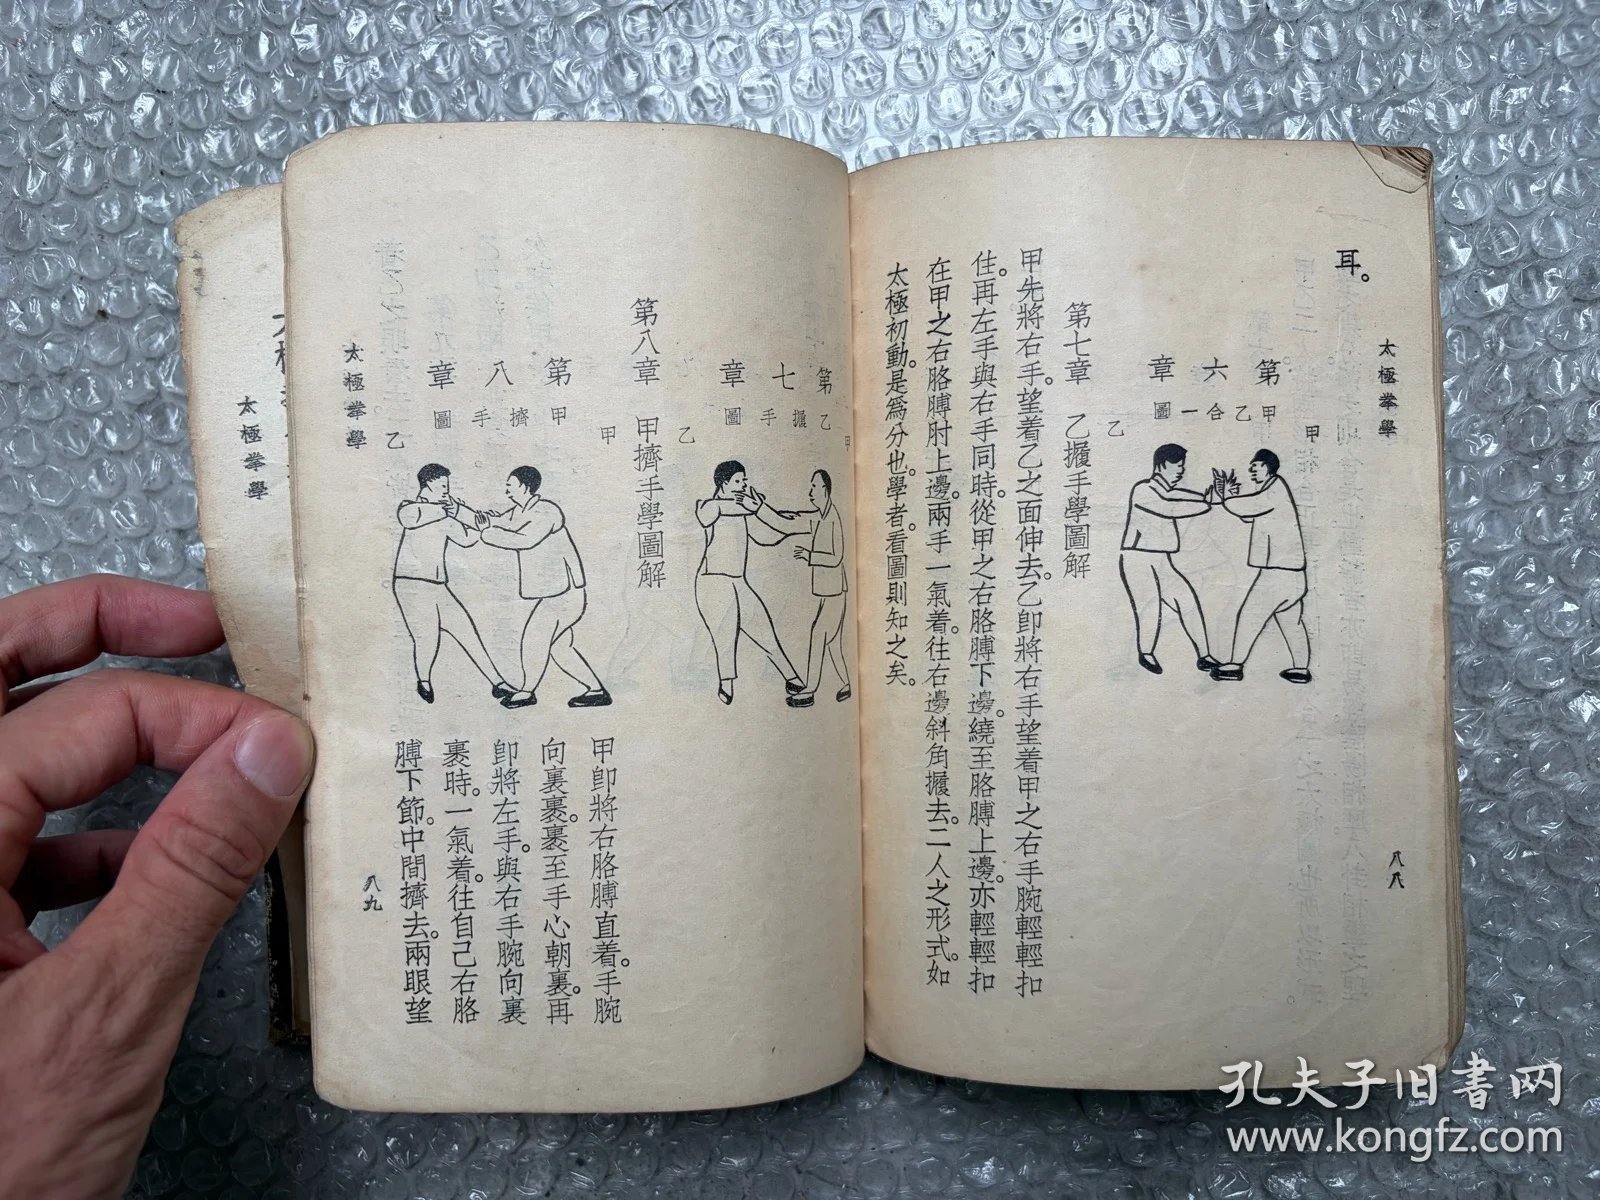 太極拳學
八八
耳。
第六章
甲乙合一圖
甲
乙
第七章　乙攦手學圖解
甲先將右手。望着乙之面伸去。乙卽將右手望着甲之右手腕輕輕扣
住。再左手與右手同時。從甲之右胳膊下邊。繞至胳膊上邊。亦輕輕扣
在甲之右胳膊肘上邊。兩手一氣着。往右邊斜角攦去。二人之形式。如
太極初動。是爲分也。學者看圖則知之矣。
第七章
乙攦手圖
甲
乙
第八章　甲擠手學圖解
第八章
甲擠手圖
甲
乙
甲卽將右胳膊直着。手腕
向裏裹。裹至手心朝裏。再
卽將左手。與右手腕向裏
裹時。一氣着。往自己右胳
膊下節。中間擠去。兩眼望
太極拳學
八九
太極拳學
孔夫子旧書网
www.kongfz.com